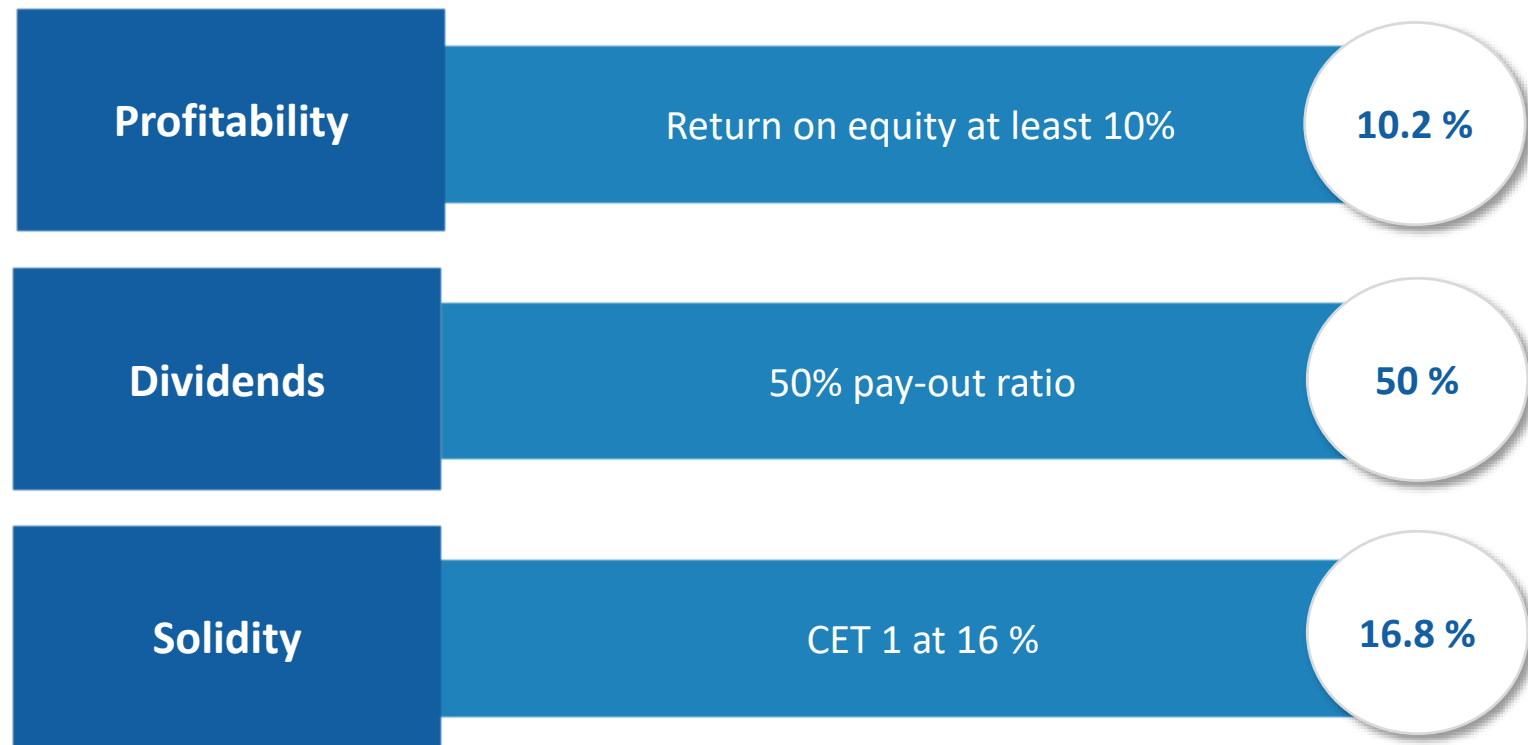 Profitability
Return on equity at least 10%
10.2 %
Dividends
50% pay-out ratio
50 %
Solidity
CET 1 at 16 %
16.8 %